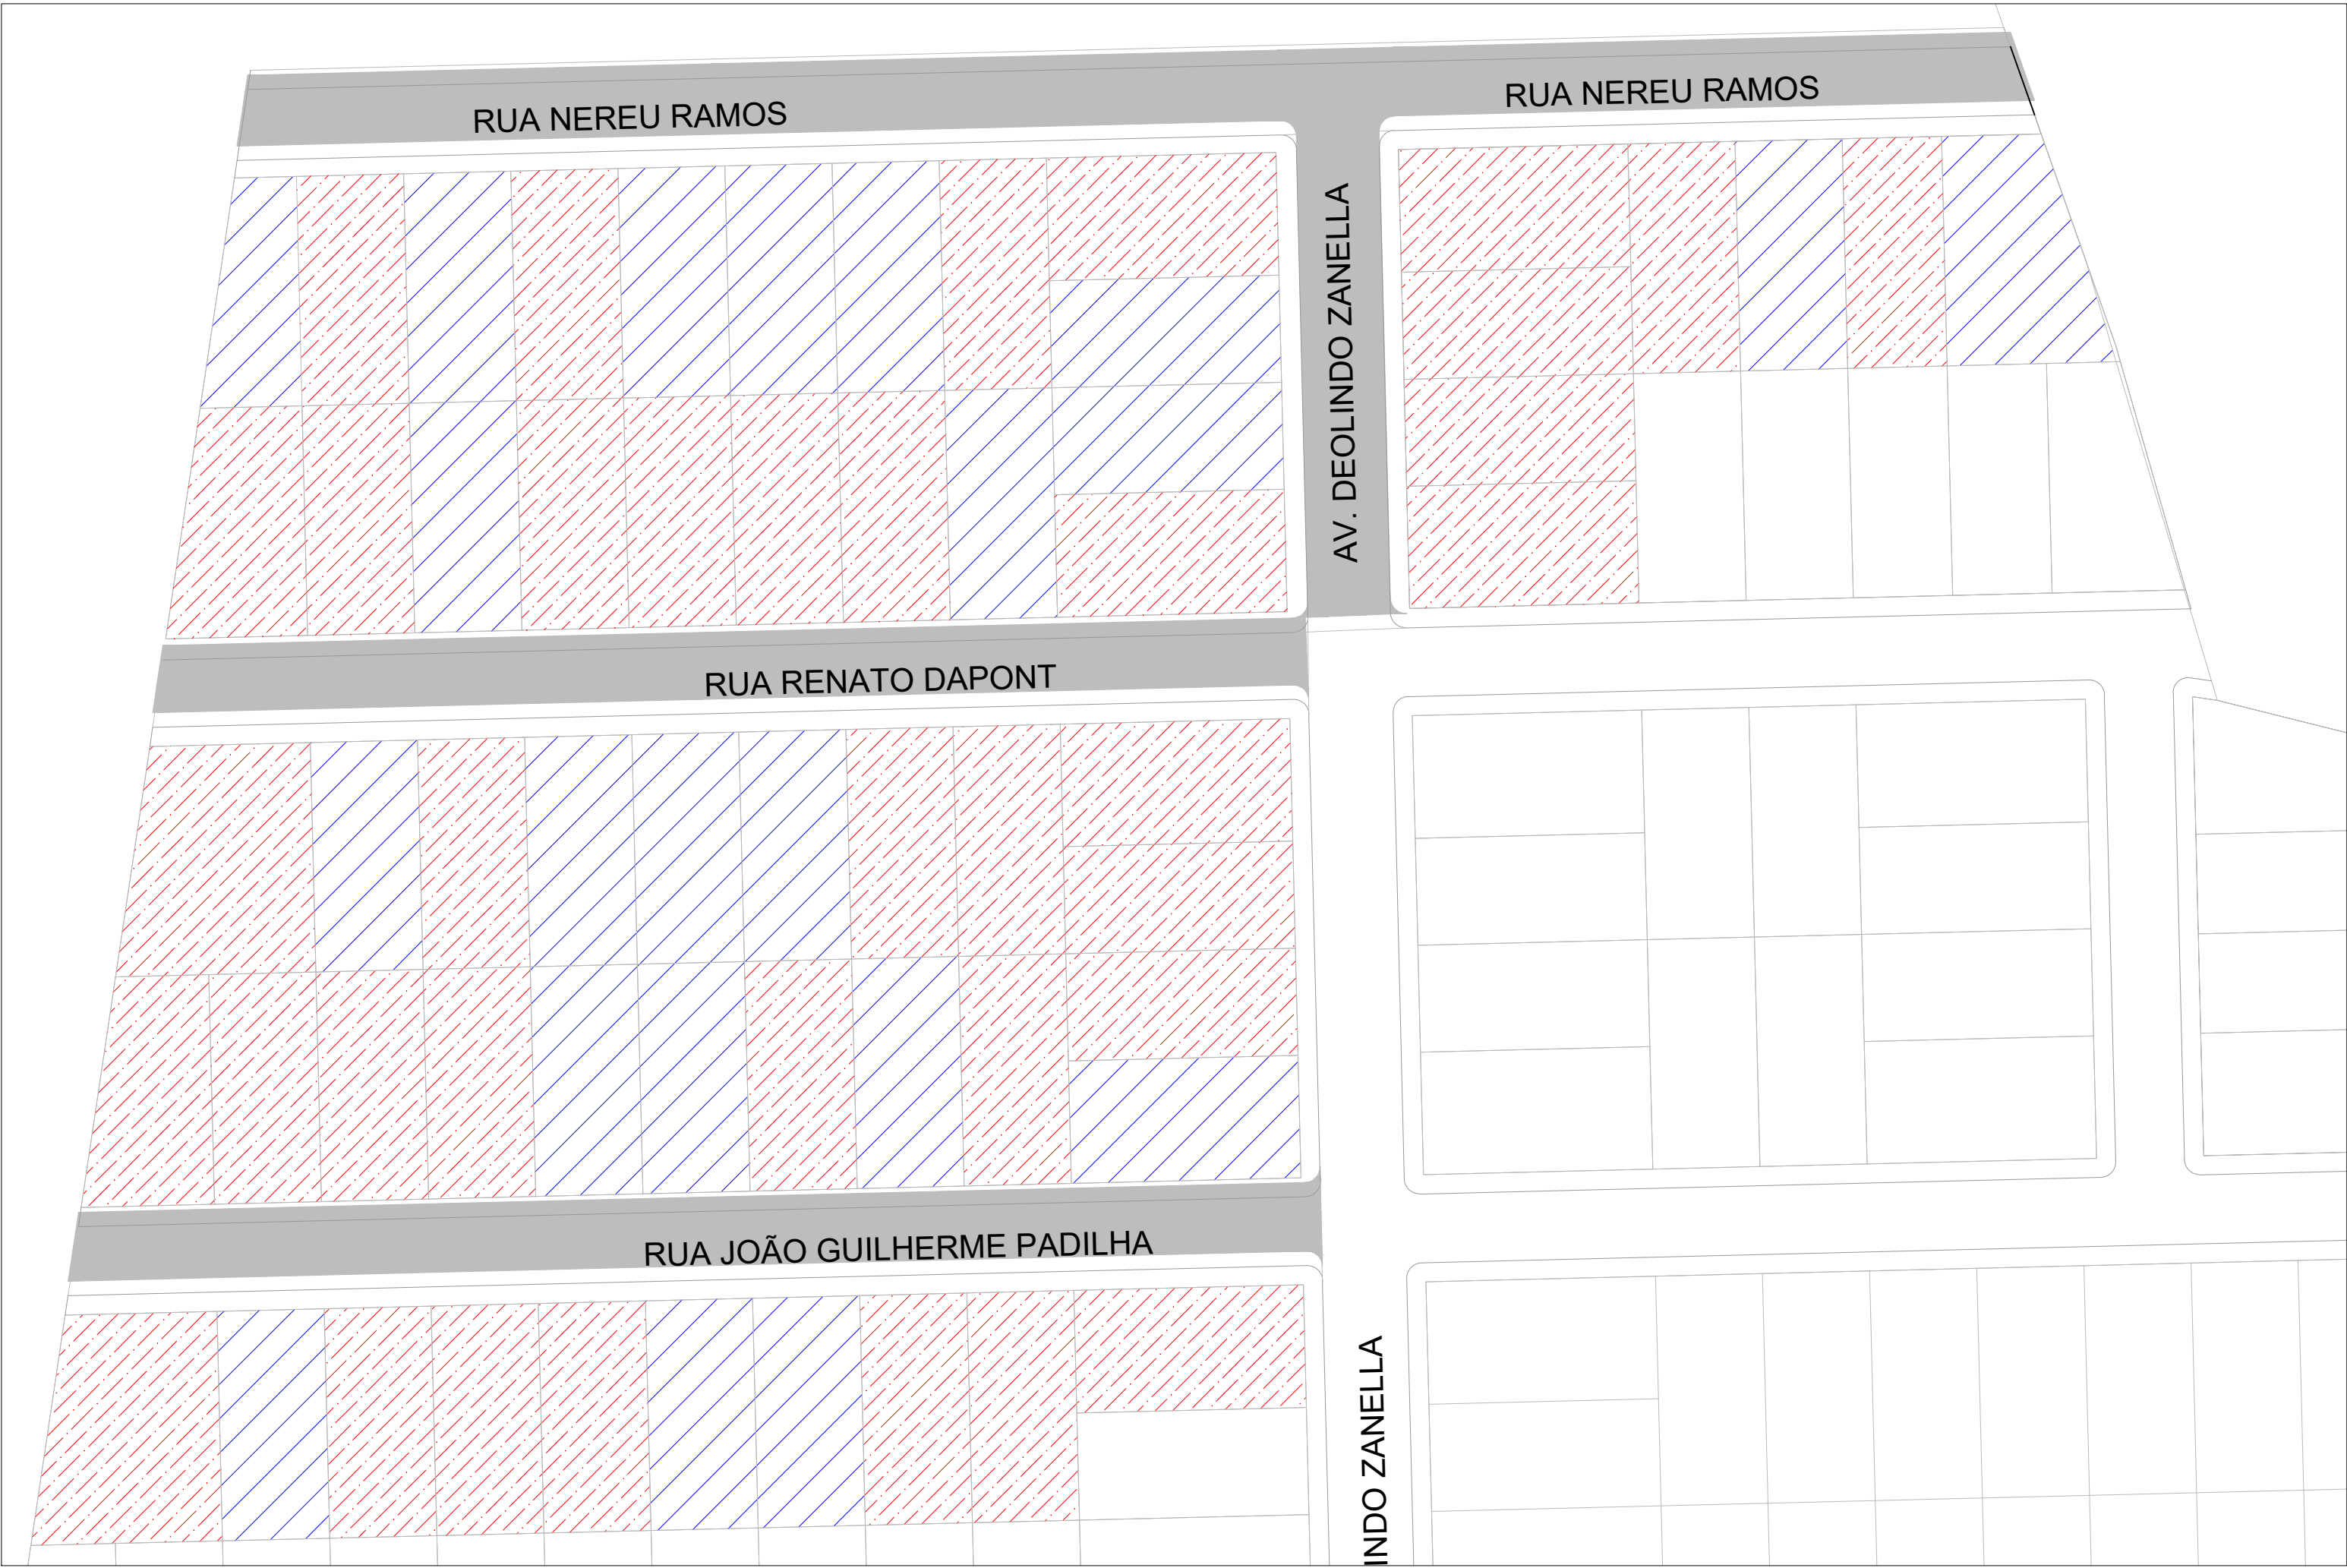 RUA NEREU RAMOS
RUA NEREU RAMOS
AV. DEOLINDO ZANELLA
RUA RENATO DAPONT
RUA JOÃO GUILHERME PADILHA
INDO ZANELLA